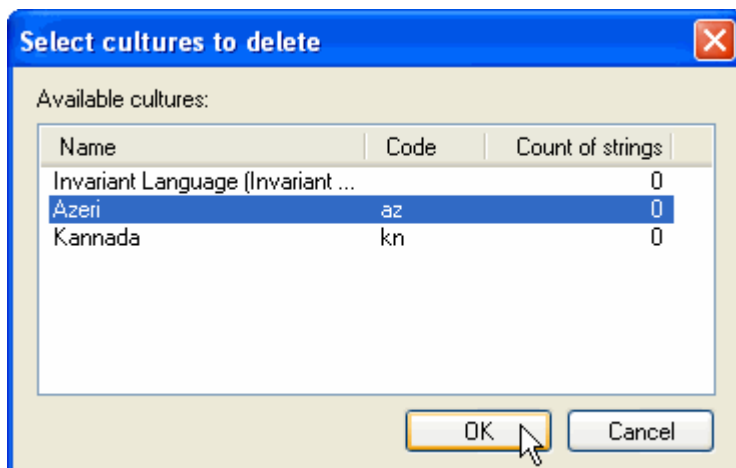 Select cultures to delete
Available cultures:
Name Code Count of strings
Invariant Language (Invariant ... 0
Azeri az 0
Kannada kn 0
OK Cancel